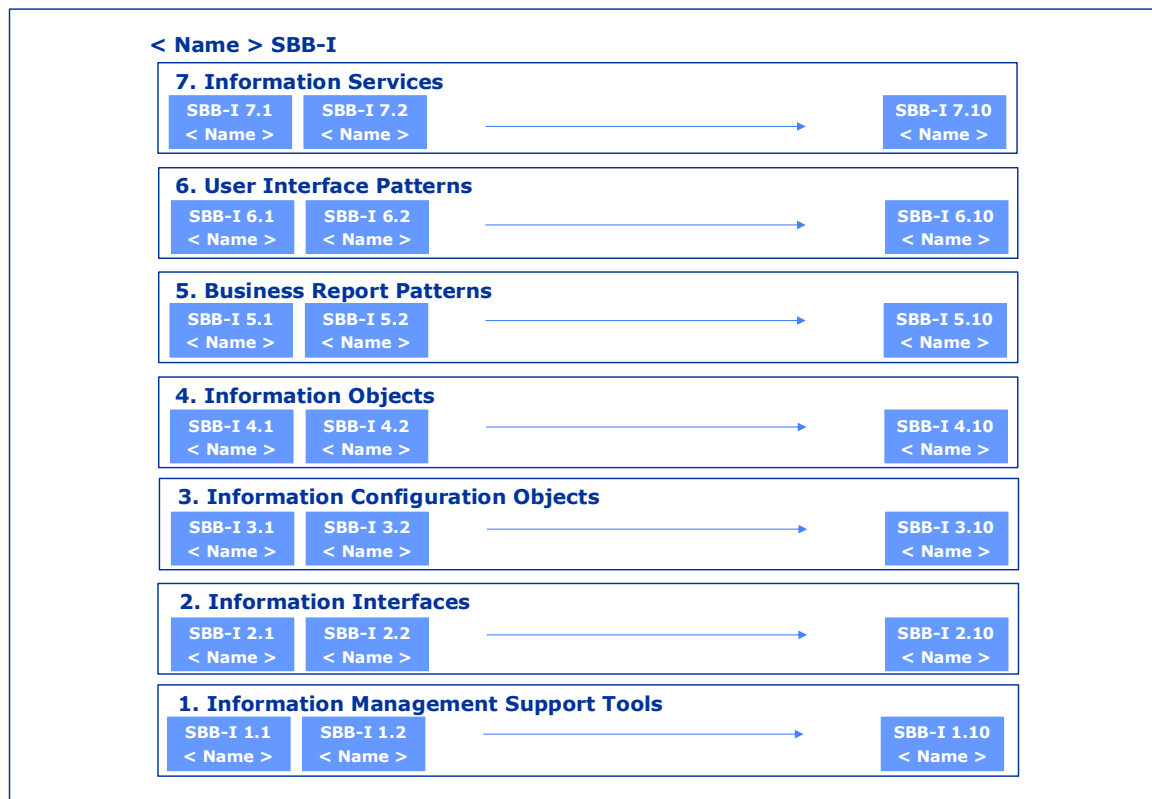 < Name > SBB-I
7. Information Services
SBB-I 7.1 SBB-I 7.2 SBB-I 7.10
< Name > < Name > < Name >
6. User Interface Patterns
SBB-I 6.1 SBB-I 6.2 SBB-I 6.10
< Name > < Name > < Name >
5. Business Report Patterns
SBB-I 5.1 SBB-I 5.2 SBB-I 5.10
< Name > < Name > < Name >
4. Information Objects
SBB-I 4.1 SBB-I 4.2 SBB-I 4.10
< Name > < Name > < Name >
3. Information Configuration Objects
SBB-I 3.1 SBB-I 3.2 SBB-I 3.10
< Name > < Name > < Name >
2. Information Interfaces
SBB-I 2.1 SBB-I 2.2 SBB-I 2.10
< Name > < Name > < Name >
1. Information Management Support Tools
SBB-I 1.1 SBB-I 1.2 SBB-I 1.10
< Name > < Name > < Name >